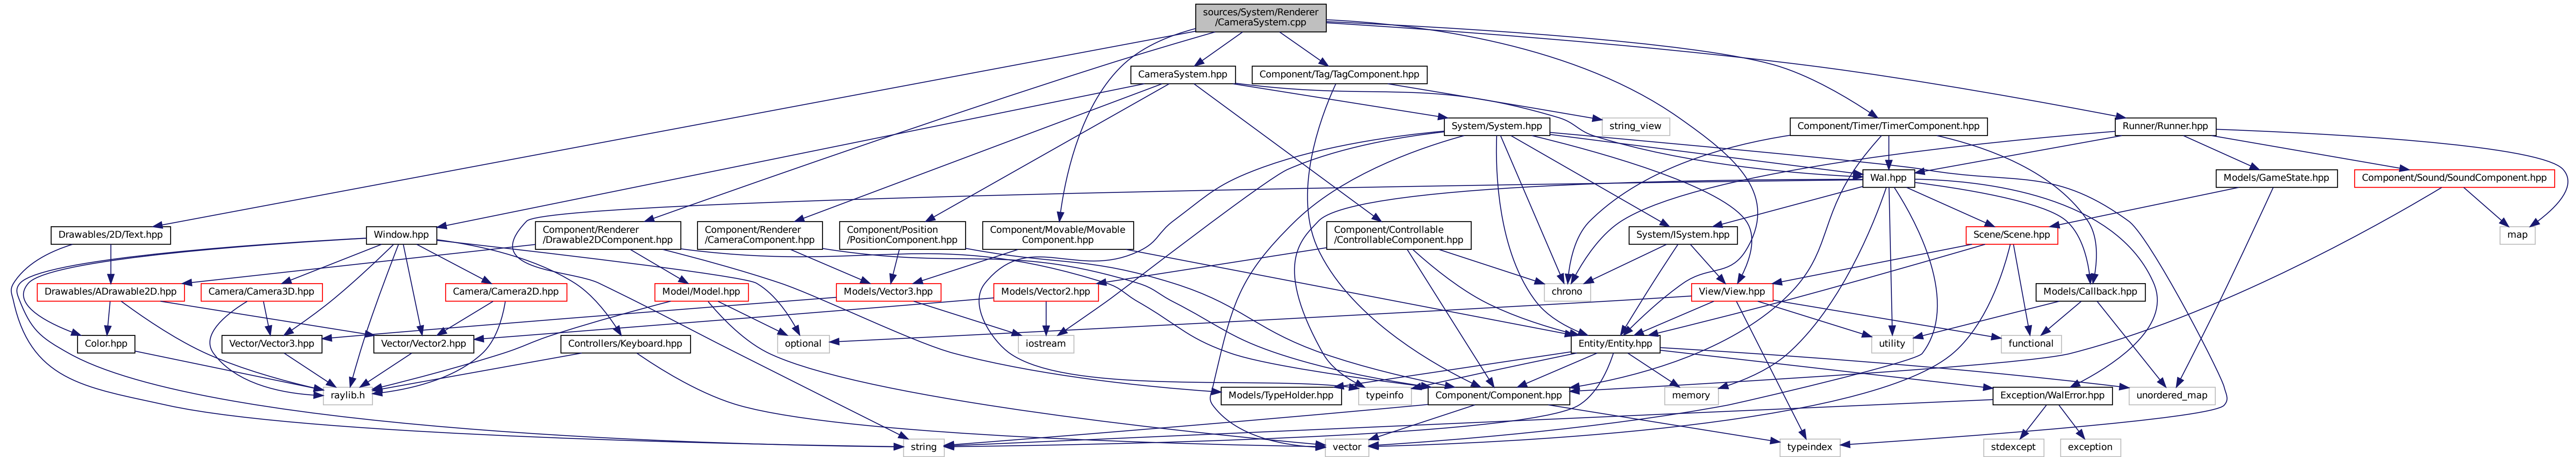 sources/System/Renderer
/CameraSystem.cpp
CameraSystem.hpp
Component/Tag/TagComponent.hpp
System/System.hpp
string_view
Component/Timer/TimerComponent.hpp
Runner/Runner.hpp
Wal.hpp
Models/GameState.hpp
Component/Sound/SoundComponent.hpp
Drawables/2D/Text.hpp
Window.hpp
Component/Renderer
/Drawable2DComponent.hpp
Component/Renderer
/CameraComponent.hpp
Component/Position
/PositionComponent.hpp
Component/Movable/Movable
Component.hpp
Component/Controllable
/ControllableComponent.hpp
System/ISystem.hpp
Scene/Scene.hpp
map
Drawables/ADrawable2D.hpp
Camera/Camera3D.hpp
Camera/Camera2D.hpp
Model/Model.hpp
Models/Vector3.hpp
Models/Vector2.hpp
chrono
View/View.hpp
Models/Callback.hpp
Color.hpp
Vector/Vector3.hpp
Vector/Vector2.hpp
Controllers/Keyboard.hpp
optional
iostream
Entity/Entity.hpp
utility
functional
raylib.h
Models/TypeHolder.hpp
typeinfo
Component/Component.hpp
memory
Exception/WalError.hpp
unordered_map
string
vector
typeindex
stdexcept
exception